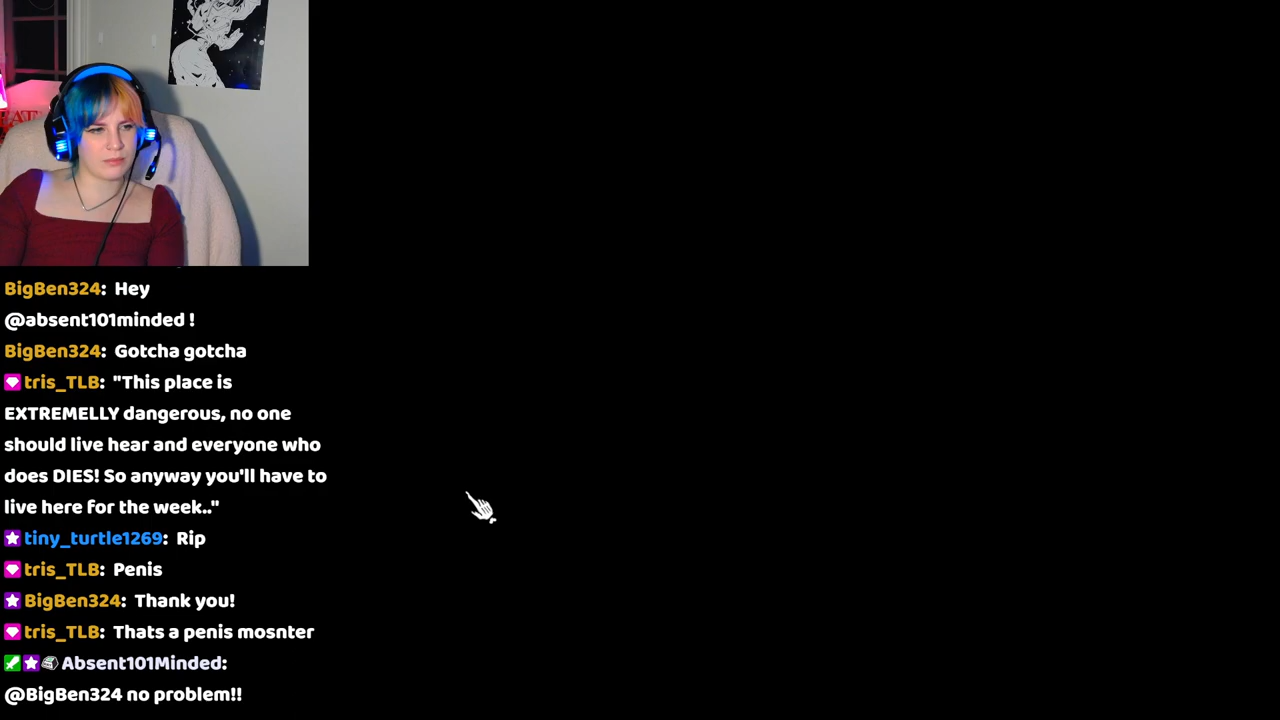 EAT
BigBen324: Hey
@absent101minded !
BigBen324: Gotcha gotcha
tris_TLB: "This place is
EXTREMELLY dangerous, no one
should live hear and everyone who
does DIES! So anyway you'll have to
live here for the week.."
tiny_turtle1269: Rip
tris_TLB: Penis
BigBen324: Thank you!
tris_TLB: Thats a penis mosnter
Absent101Minded:
@BigBen324 no problem!!